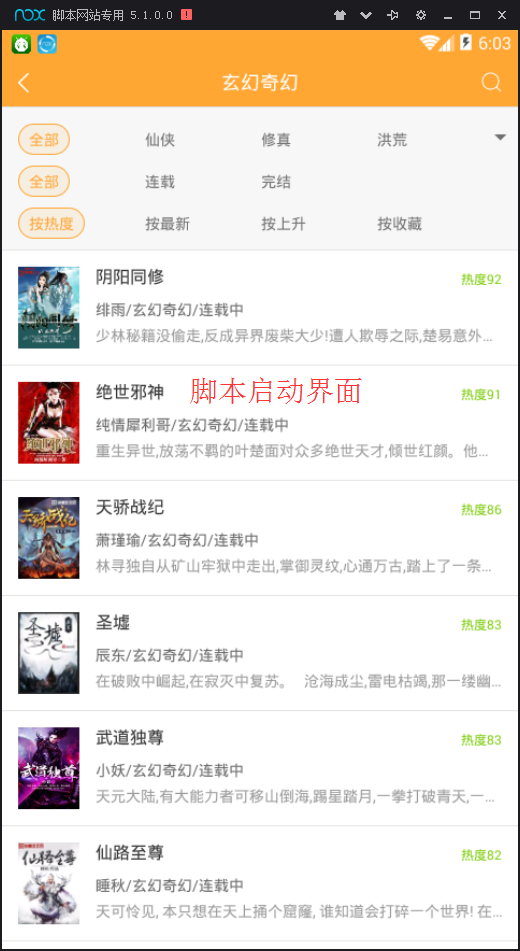 nox 脚本网站专用 5.1.0.0
6:03
玄幻奇幻
全部 仙侠 修真 洪荒
全部 连载 完结
按热度 按最新 按上升 按收藏
阴阳同修 热度92
绯雨/玄幻奇幻/连载中
少林秘籍没偷走,反成异界废柴大少!遭人欺辱之际,楚易意外...
绝世邪神 脚本启动界面 热度91
纯情犀利哥/玄幻奇幻/连载中
重生异世,放荡不羁的叶楚面对众多绝世天才,倾世红颜。他...
天骄战纪 热度86
萧瑾瑜/玄幻奇幻/连载中
林寻独自从矿山牢狱中走出,掌御灵纹,心通万古,踏上了一条...
圣墟 热度83
辰东/玄幻奇幻/连载中
在破败中崛起,在寂灭中复苏。 沧海成尘,雷电枯竭,那一缕幽...
武道独尊 热度83
小妖/玄幻奇幻/连载中
天元大陆,有大能力者可移山倒海,踢星踏月,一拳打破青天,一...
仙路至尊 热度82
睡秋/玄幻奇幻/连载中
天可怜见, 本只想在天上捅个窟窿, 谁知道会打碎一个世界! 在...
天骄战纪
圣墟
武道独尊